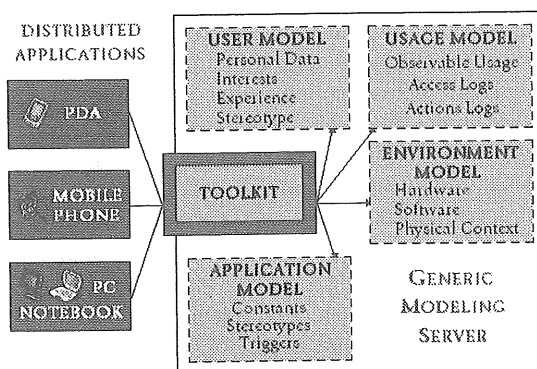 DISTRIBUTED
APPLICATIONS
PDA
MOBILE
PHONE
PC
NOTEBOOK
TOOLKIT
USER MODEL
Personal Data
Interests
Experience
Stereotype
USAGE MODEL
Observable Usage
Access Logs
Actions Logs
ENVIRONMENT
MODEL
Hardware
Software
Physical Context
APPLICATION
MODEL
Constants
Stereotypes
Triggers
GENERIC
MODELING
SERVER